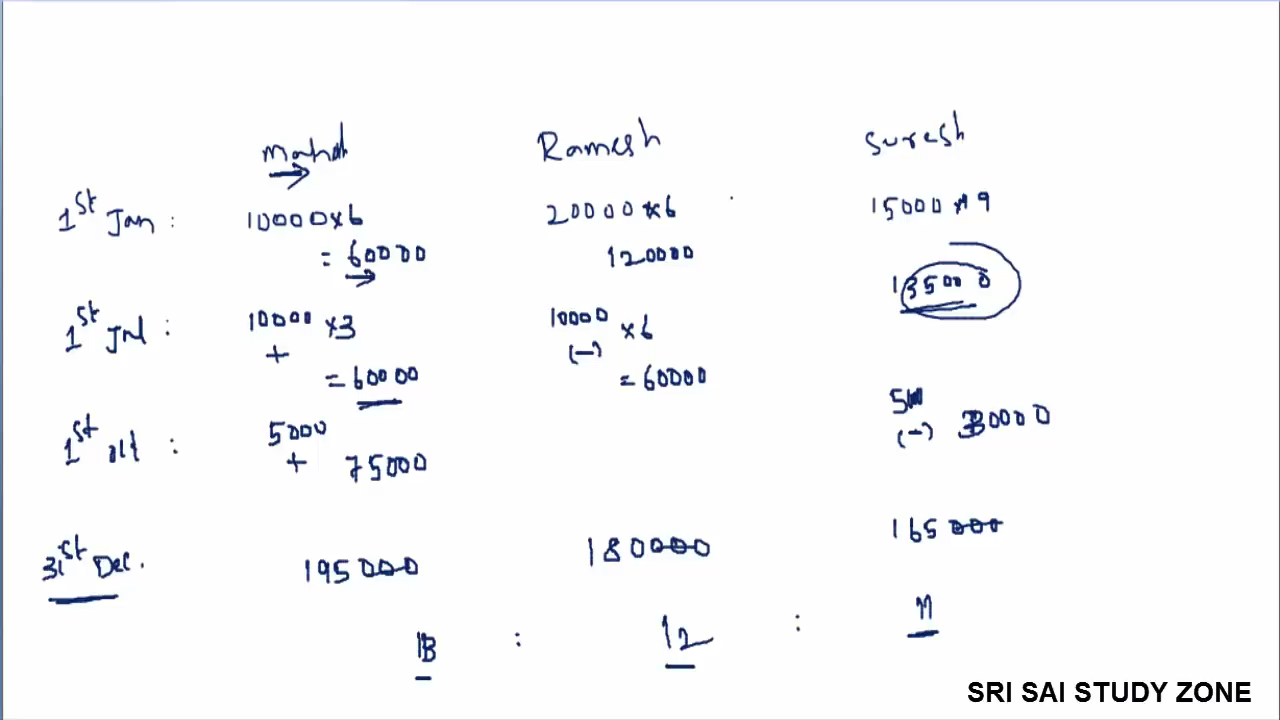 Mahesh Ramesh Suresh
1st Jan : 10000x6 20000x6 15000x9
= 60000 120000
135000
1st Jul : 10000 x3 10000 x6
+ (-)
= 60000 = 60000
5 (-) 30000
1st Oct : 5000
+ 75000
31st Dec. 195000 180000 165000
13 : 12 : 11
SRI SAI STUDY ZONE